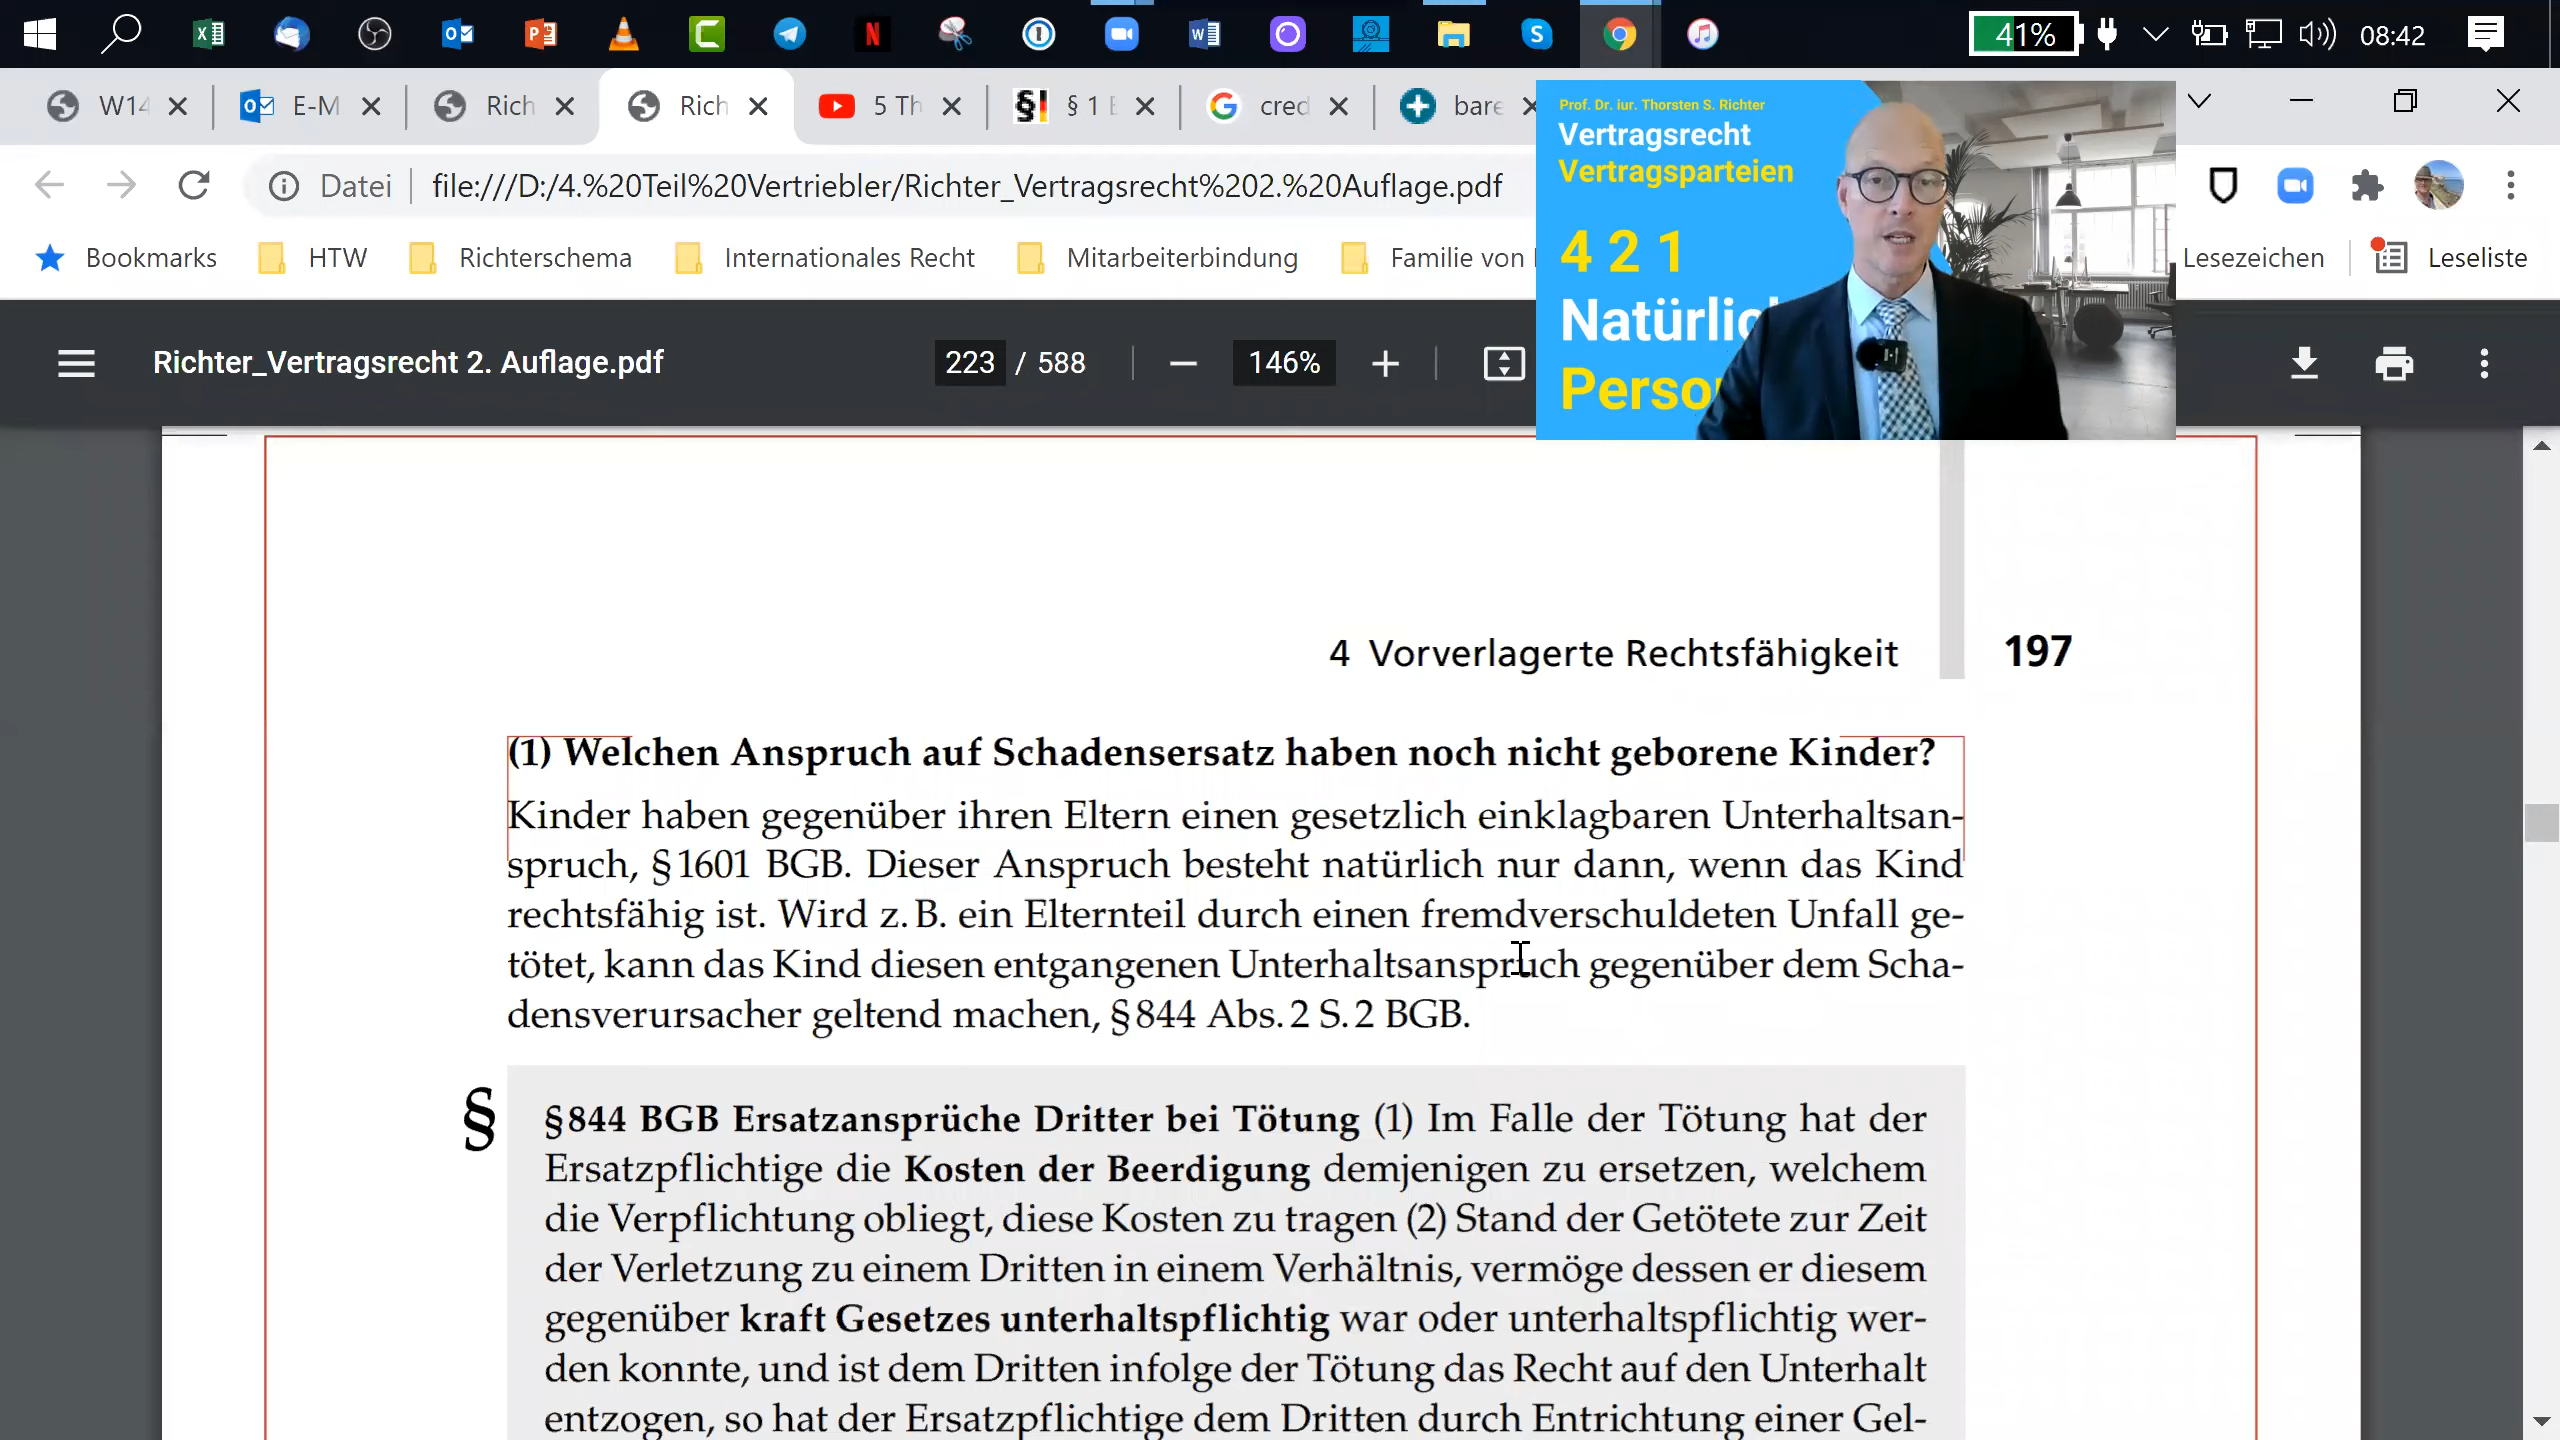 41%
08:42
W14
E-M
Rich
Rich
5 Th
§ 1 E
cred
bare
Datei
file:///D:/4.%20Teil%20Vertriebler/Richter_Vertragsrecht%202.%20Auflage.pdf
Bookmarks
HTW
Richterschema
Internationales Recht
Mitarbeiterbindung
Familie von
Lesezeichen
Leseliste
Prof. Dr. iur. Thorsten S. Richter
Vertragsrecht
Vertragsparteien
4 2 1
Natürlic
Perso
Richter_Vertragsrecht 2. Auflage.pdf
223 / 588
146%
4 Vorverlagerte Rechtsfähigkeit 197
(1) Welchen Anspruch auf Schadensersatz haben noch nicht geborene Kinder?
Kinder haben gegenüber ihren Eltern einen gesetzlich einklagbaren Unterhaltsan-
spruch, § 1601 BGB. Dieser Anspruch besteht natürlich nur dann, wenn das Kind
rechtsfähig ist. Wird z. B. ein Elternteil durch einen fremdverschuldeten Unfall ge-
tötet, kann das Kind diesen entgangenen Unterhaltsanspruch gegenüber dem Scha-
densverursacher geltend machen, § 844 Abs. 2 S. 2 BGB.
§
§ 844 BGB Ersatzansprüche Dritter bei Tötung (1) Im Falle der Tötung hat der
Ersatzpflichtige die Kosten der Beerdigung demjenigen zu ersetzen, welchem
die Verpflichtung obliegt, diese Kosten zu tragen (2) Stand der Getötete zur Zeit
der Verletzung zu einem Dritten in einem Verhältnis, vermöge dessen er diesem
gegenüber kraft Gesetzes unterhaltspflichtig war oder unterhaltspflichtig wer-
den konnte, und ist dem Dritten infolge der Tötung das Recht auf den Unterhalt
entzogen, so hat der Ersatzpflichtige dem Dritten durch Entrichtung einer Gel-